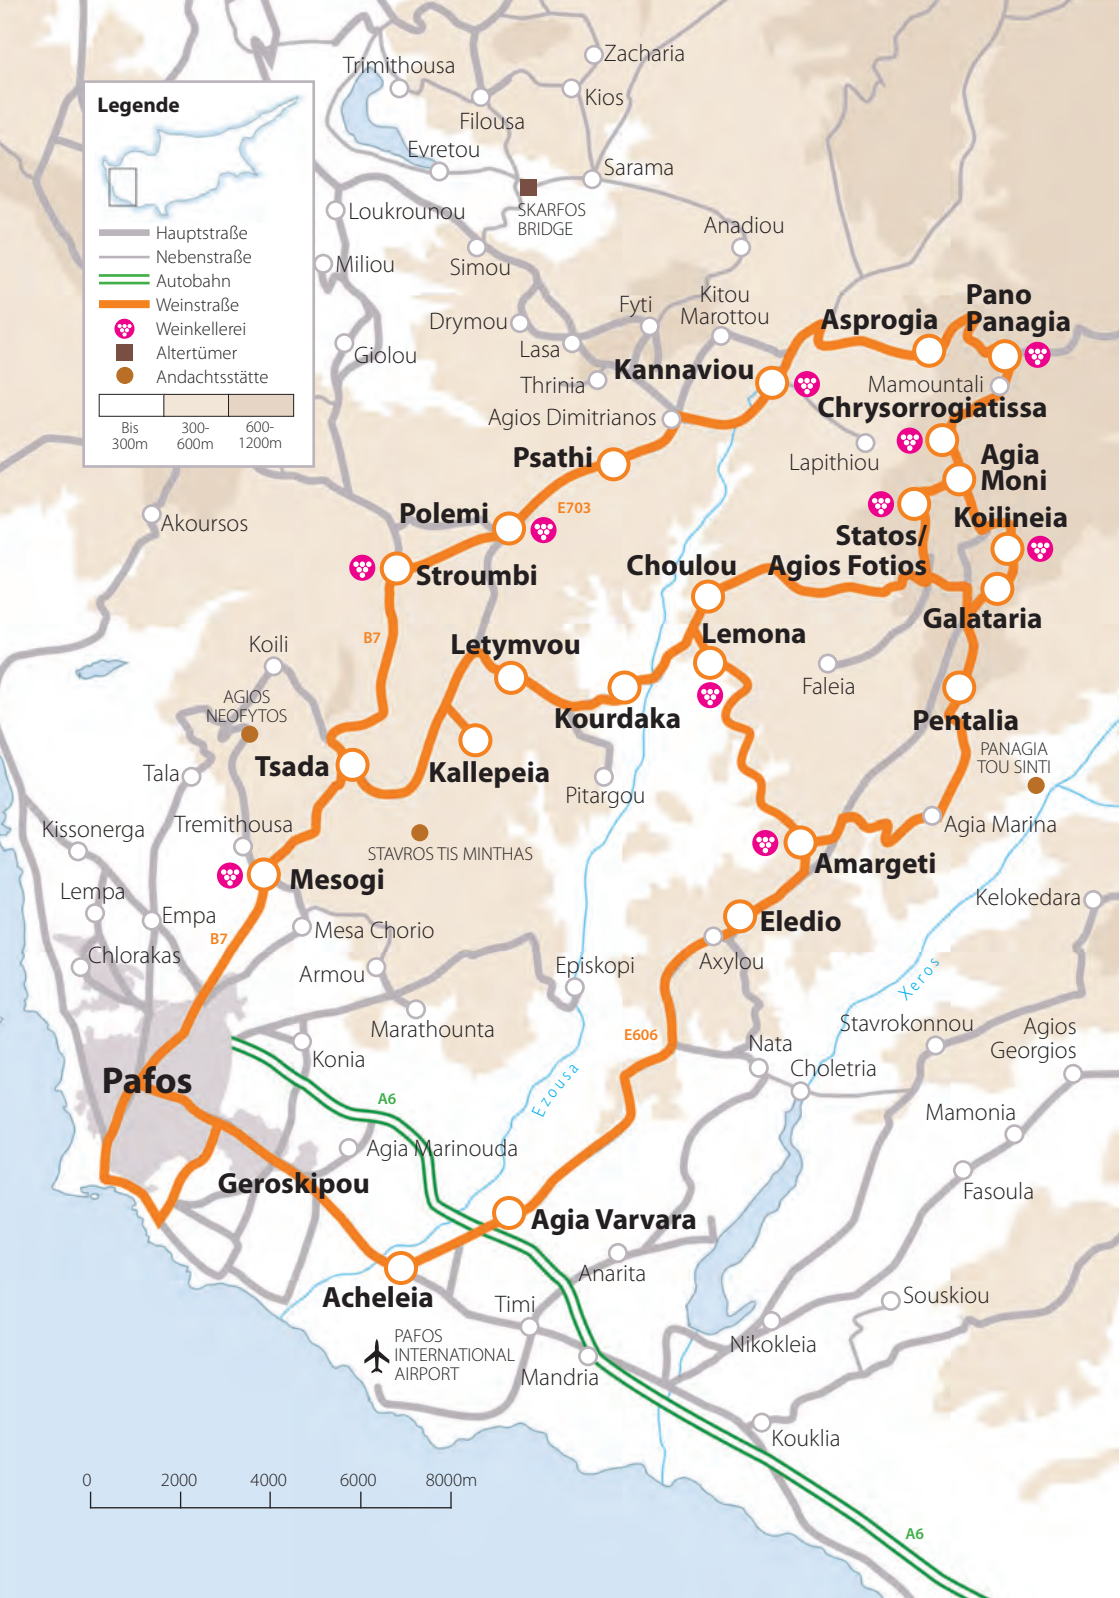 Legende
Hauptstraße
Nebenstraße
Autobahn
Weinstraße
Weinkellerei
Altertümer
Andachtsstätte
Bis
300m
300-
600m
600-
1200m
Zacharia
Trimithousa
Kios
Filousa
Evretou
Sarama
Loukrounou
SKARFOS
BRIDGE
Anadiou
Miliou
Simou
Kitou
Marottou
Fyti
Pano
Panagia
Asprogia
Drymou
Lasa
Giolou
Kannaviou
Thrinia
Mamountali
Agios Dimitrianos
Chrysorrogiatissa
Psathi
Lapithiou
Agia
Moni
E703
Polemi
Koilineia
Akoursos
Statos/
Agios Fotios
Stroumbi
Choulou
Galataria
B7
Koili
Letymvou
Lemona
Faleia
AGIOS
NEOFYTOS
Kourdaka
Pentalia
PANAGIA
TOU SINTI
Tsada
Tala
Kallepeia
Pitargou
Kissonerga
Tremithousa
Agia Marina
STAVROS TIS MINTHAS
Amargeti
Mesogi
Lempa
Kelokedara
Empa
Eledio
B7
Mesa Chorio
Chlorakas
Armou
Episkopi
Axylou
Xeros
Marathounta
Stavrokonnou
Agios
Georgios
E606
Konia
Nata
Choletria
Pafos
Ezousa
A6
Mamonia
Agia Marinouda
Geroskipou
Fasoula
Agia Varvara
Anarita
Acheleia
Timi
Souskiou
PAFOS
INTERNATIONAL
AIRPORT
Nikokleia
Mandria
Kouklia
0 2000 4000 6000 8000m
A6